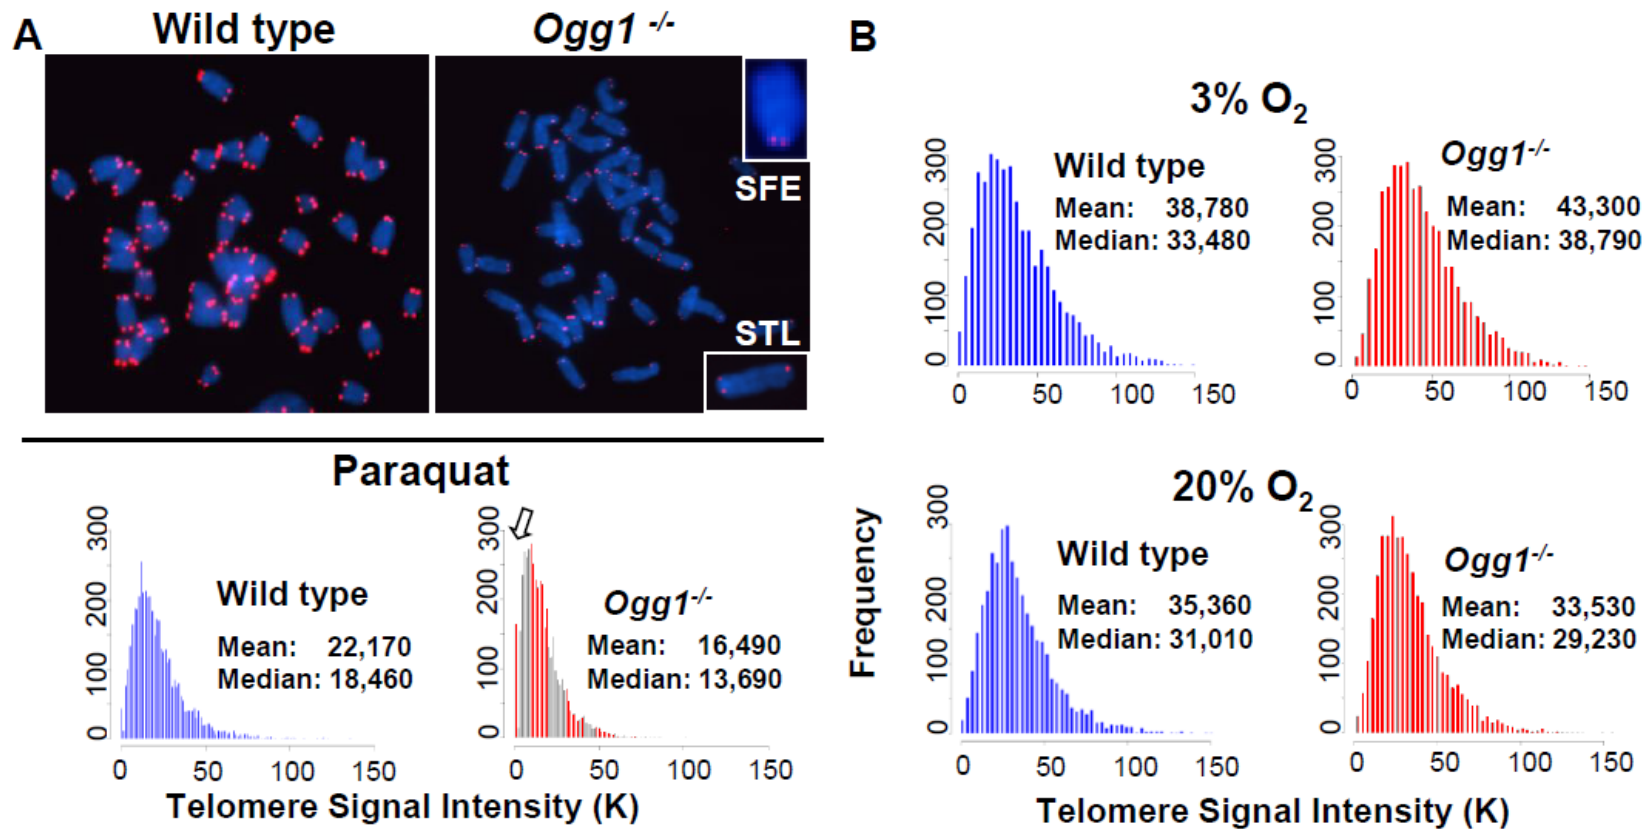 A
Wild type
Ogg1 -/-
SFE
STL
Paraquat
300
200
100
0
Wild type
Mean: 22,170
Median: 18,460
0 50 100 150
300
200
100
0
Ogg1-/-
Mean: 16,490
Median: 13,690
0 50 100 150
Telomere Signal Intensity (K)
B
3% O2
300
200
100
0
Wild type
Mean: 38,780
Median: 33,480
0 50 100 150
300
200
100
0
Ogg1-/-
Mean: 43,300
Median: 38,790
0 50 100 150
20% O2
Frequency
300
200
100
0
Wild type
Mean: 35,360
Median: 31,010
0 50 100 150
300
200
100
0
Ogg1-/-
Mean: 33,530
Median: 29,230
0 50 100 150
Telomere Signal Intensity (K)